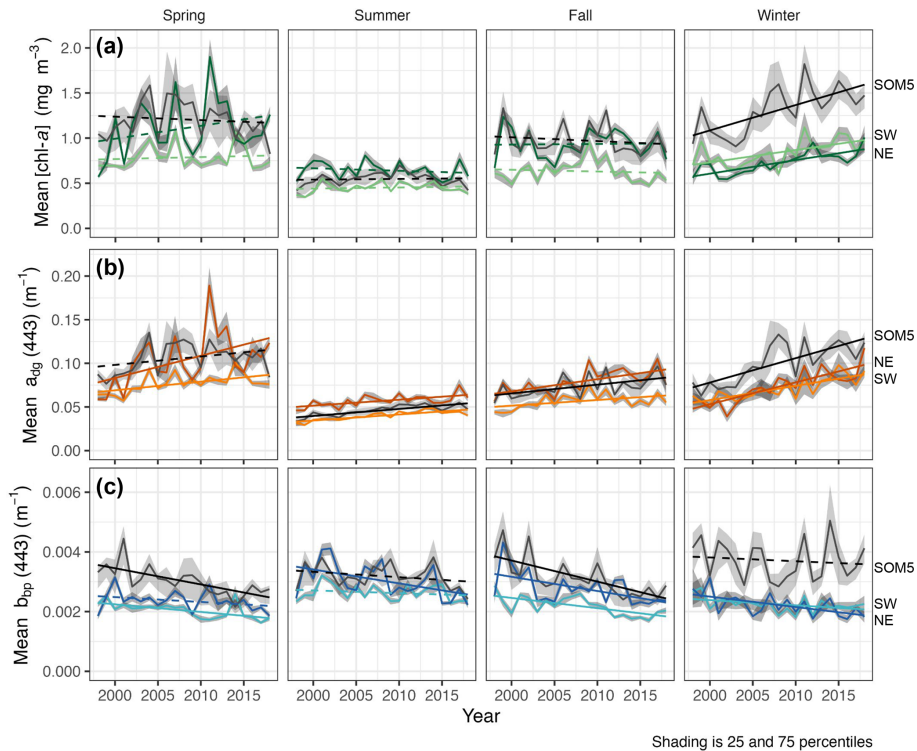 Spring Summer Fall Winter
(a)
Mean [chl-a] (mg m⁻³)
2.0
1.5
1.0
0.5
0.0
SOM5
SW
NE
(b)
Mean a_dg (443) (m⁻¹)
0.20
0.15
0.10
0.05
0.00
SOM5
NE
SW
(c)
Mean b_bp (443) (m⁻¹)
0.006
0.004
0.002
0.000
SOM5
SW
NE
2000 2005 2010 2015 2000 2005 2010 2015 2000 2005 2010 2015 2000 2005 2010 2015
Year
Shading is 25 and 75 percentiles